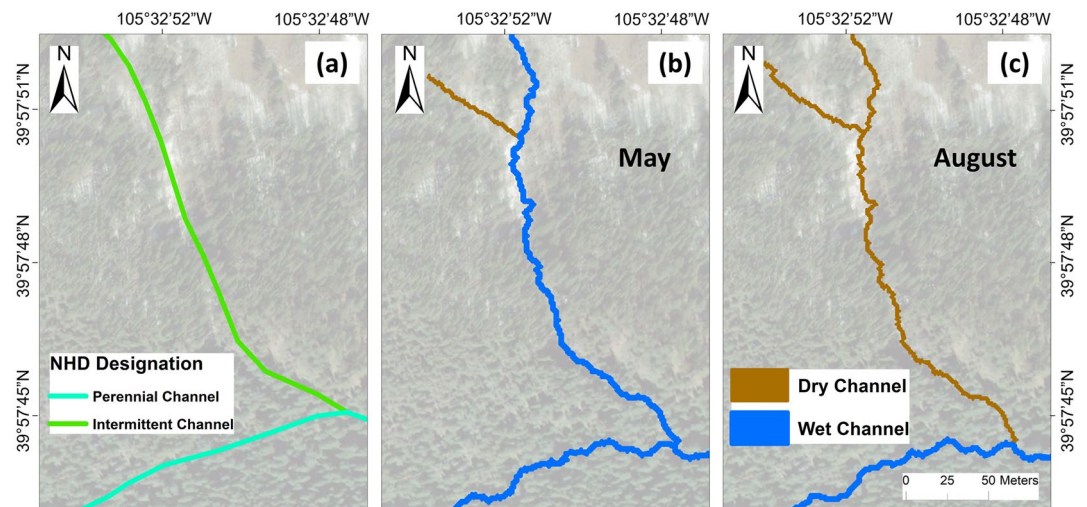 105°32'52"W 105°32'48"W 105°32'52"W 105°32'48"W 105°32'52"W 105°32'48"W
N (a) N (b) N (c)
39°57'51"N 39°57'51"N
May August
39°57'48"N 39°57'48"N
NHD Designation
Perennial Channel
Intermittent Channel
Dry Channel
Wet Channel
39°57'45"N 39°57'45"N
0 25 50 Meters